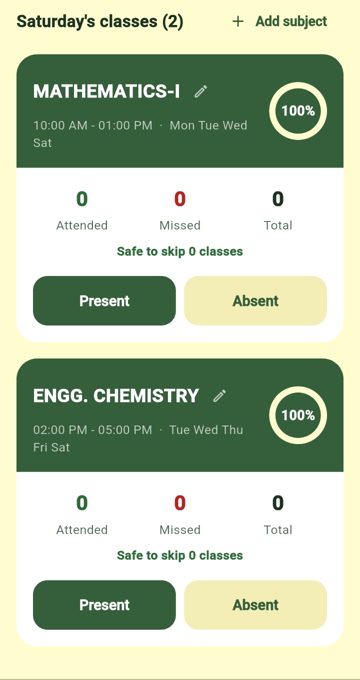 Saturday's classes (2)
+ Add subject
MATHEMATICS-I
10:00 AM - 01:00 PM · Mon Tue Wed
Sat
100%
0 0 0
Attended Missed Total
Safe to skip 0 classes
Present Absent
ENGG. CHEMISTRY
02:00 PM - 05:00 PM · Tue Wed Thu
Fri Sat
100%
0 0 0
Attended Missed Total
Safe to skip 0 classes
Present Absent